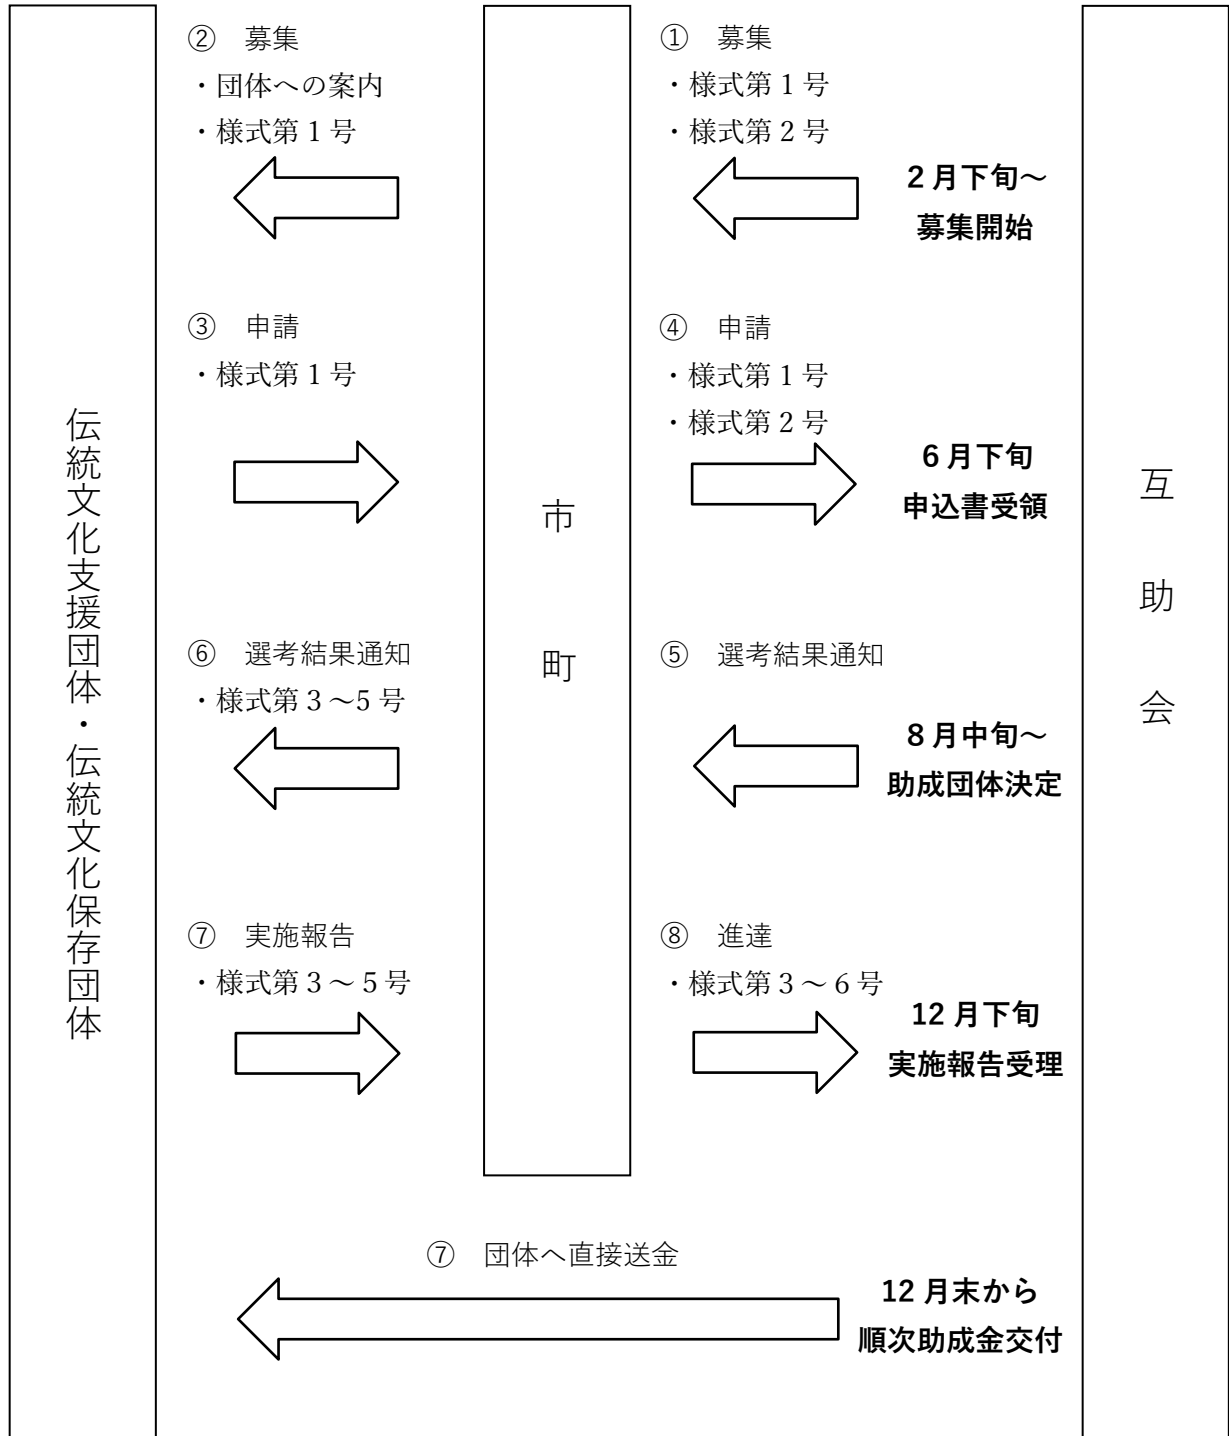 伝統文化支援団体・伝統文化保存団体
② 募集
・団体への案内
・様式第1号
③ 申請
・様式第1号
⑥ 選考結果通知
・様式第3~5号
⑦ 実施報告
・様式第3~5号
市町
① 募集
・様式第1号
・様式第2号
2月下旬~
募集開始
④ 申請
・様式第1号
・様式第2号
6月下旬
申込書受領
⑤ 選考結果通知
8月中旬~
助成団体決定
⑧ 進達
・様式第3~6号
12月下旬
実施報告受理
⑦ 団体へ直接送金
12月末から
順次助成金交付
互助会